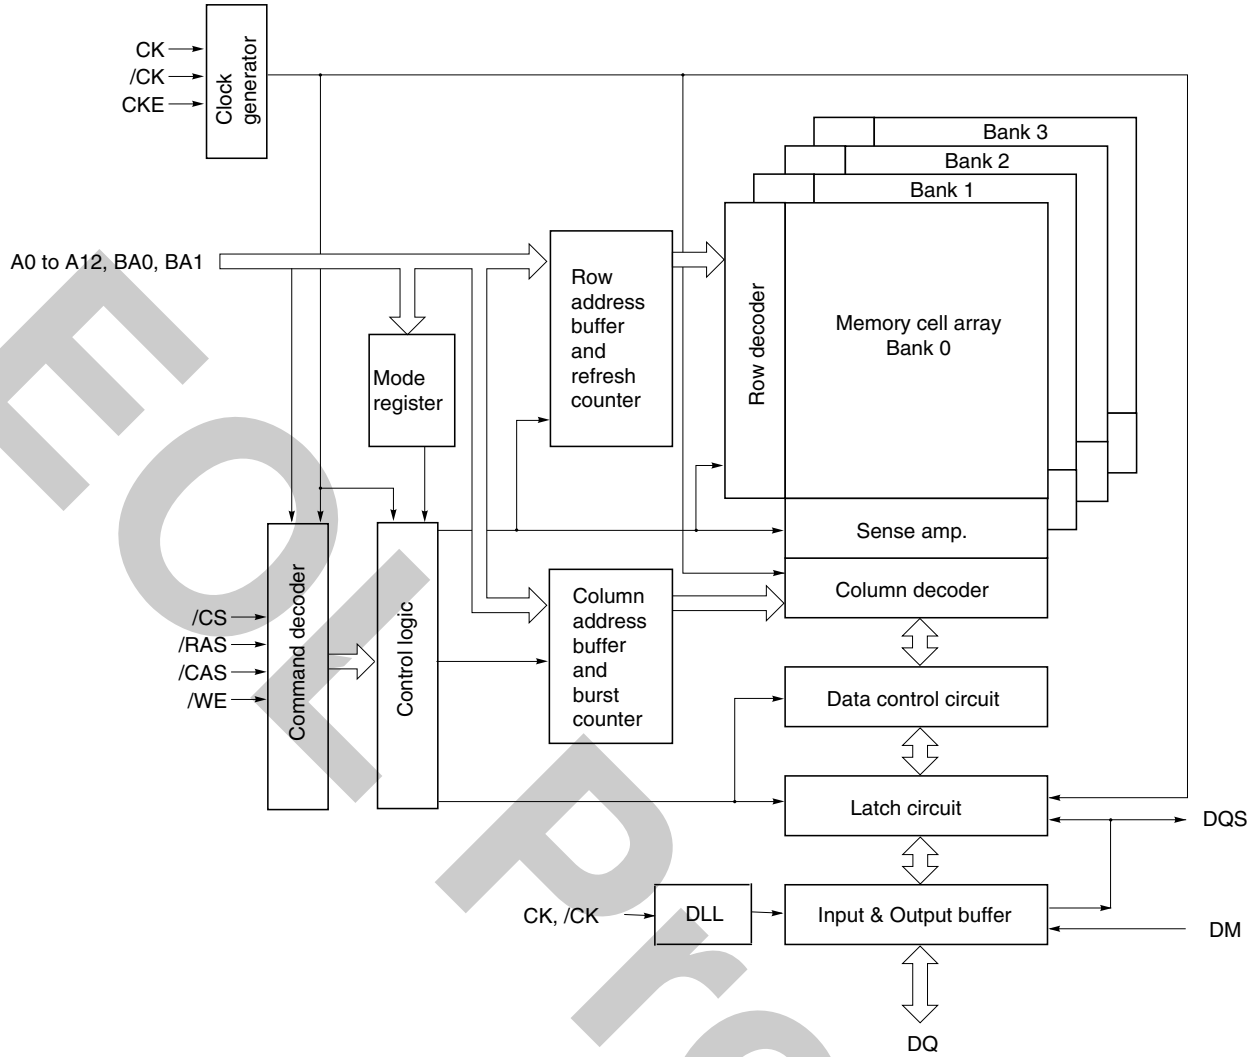 CK
/CK
CKE
Clock
generator
Bank 3
Bank 2
Bank 1
A0 to A12, BA0, BA1
Row
address
buffer
and
refresh
counter
Row decoder
Memory cell array
Bank 0
Mode
register
Sense amp.
Column decoder
/CS
/RAS
/CAS
/WE
Command decoder
Control logic
Column
address
buffer
and
burst
counter
Data control circuit
Latch circuit
DQS
CK, /CK
DLL
Input & Output buffer
DM
DQ
EOL Pro